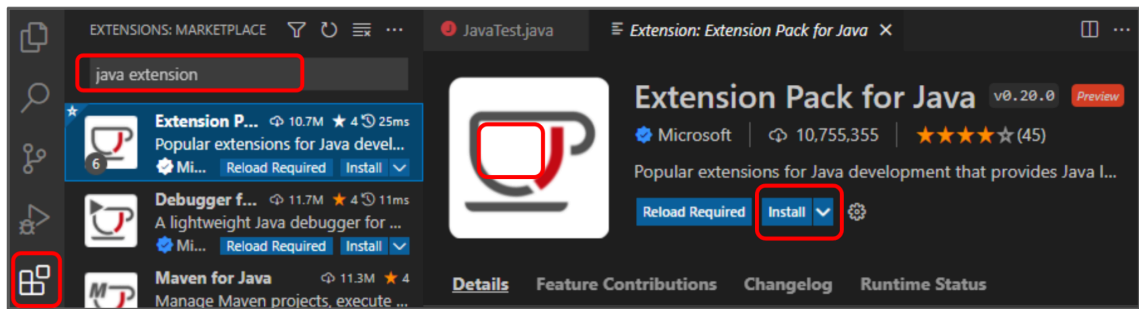 EXTENSIONS: MARKETPLACE
java extension
Extension P... 10.7M ★ 4 25ms
Popular extensions for Java devel...
6
Mi... Reload Required Install
Debugger f... 11.7M ★ 4 11ms
A lightweight Java debugger for ...
Mi... Reload Required Install
Maven for Java 11.3M ★ 4
Manage Maven projects, execute ...
JavaTest.java Extension: Extension Pack for Java ×
Extension Pack for Java v0.20.0 Preview
Microsoft 10,755,355 ★★★★☆(45)
Popular extensions for Java development that provides Java I...
Reload Required Install
Details Feature Contributions Changelog Runtime Status